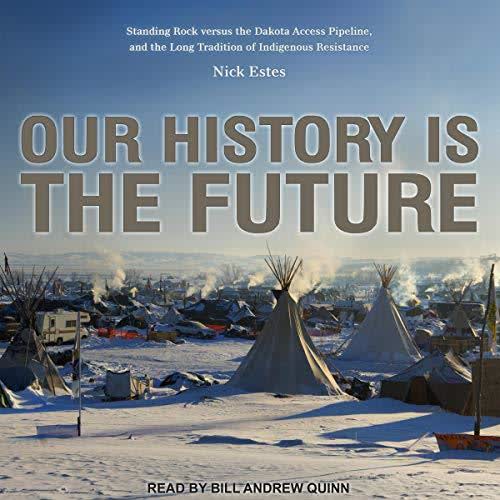 Standing Rock versus the Dakota Access Pipeline,
and the Long Tradition of Indigenous Resistance
Nick Estes
OUR HISTORY IS
THE FUTURE
READ BY BILL ANDREW QUINN